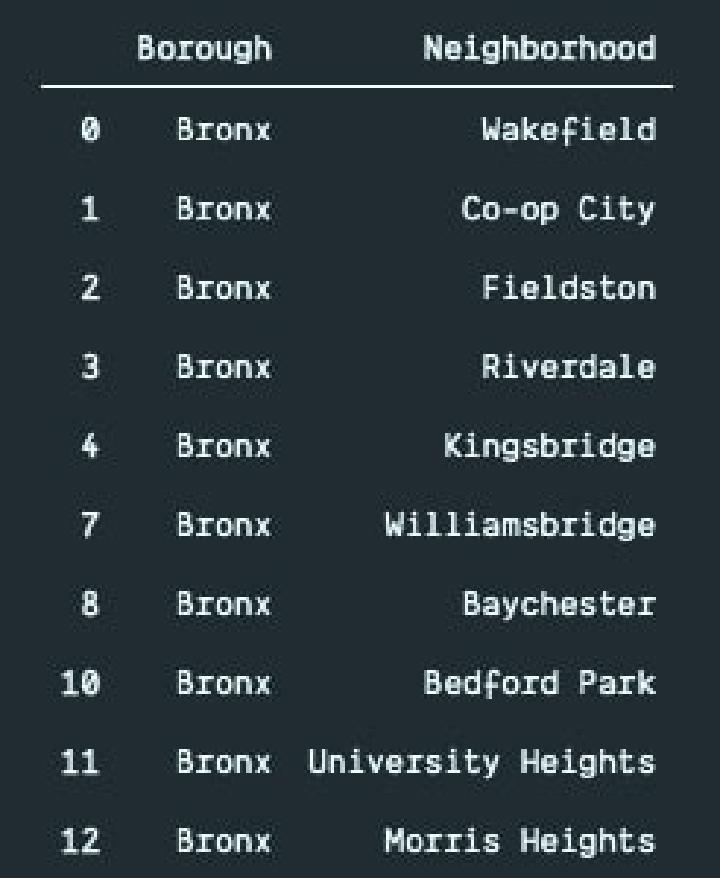 Borough Neighborhood
0 Bronx Wakefield
1 Bronx Co-op City
2 Bronx Fieldston
3 Bronx Riverdale
4 Bronx Kingsbridge
7 Bronx Williamsbridge
8 Bronx Baychester
10 Bronx Bedford Park
11 Bronx University Heights
12 Bronx Morris Heights